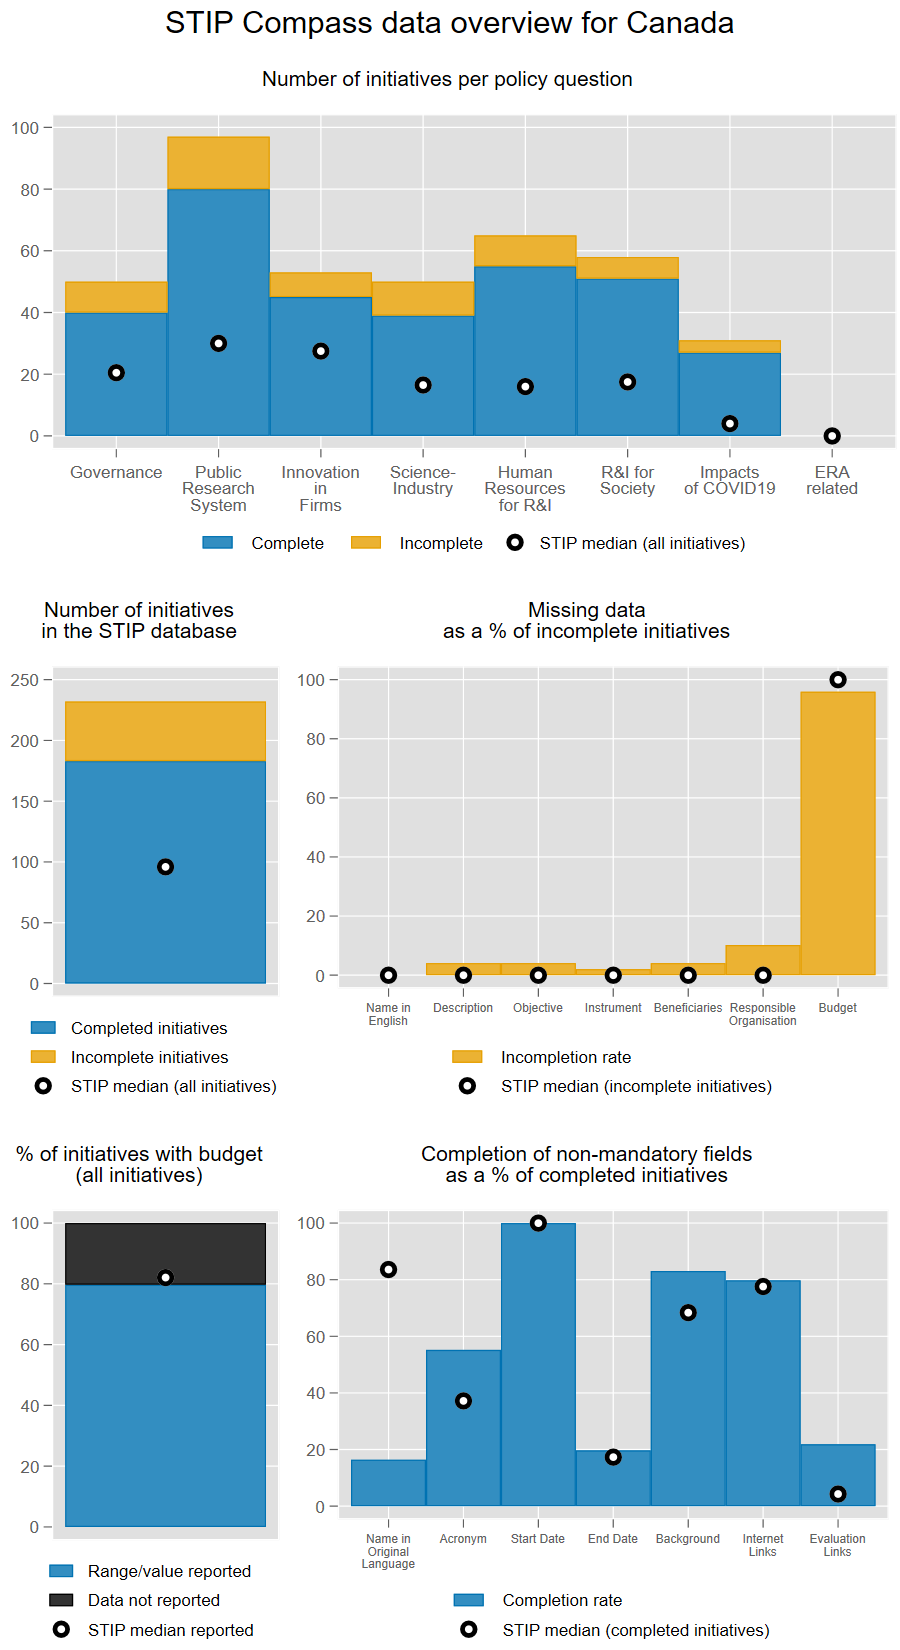 STIP Compass data overview for Canada
Number of initiatives per policy question
100
80
60
40
20
0
Governance
Public
Research
System
Innovation
in
Firms
Science-
Industry
Human
Resources
for R&I
R&I for
Society
Impacts
of COVID19
ERA
related
Complete
Incomplete
STIP median (all initiatives)
Number of initiatives
in the STIP database
250
200
150
100
50
0
Completed initiatives
Incomplete initiatives
STIP median (all initiatives)
Missing data
as a % of incomplete initiatives
100
80
60
40
20
0
Name in
English
Description
Objective
Instrument
Beneficiaries
Responsible
Organisation
Budget
Incompletion rate
STIP median (incomplete initiatives)
% of initiatives with budget
(all initiatives)
100
80
60
40
20
0
Range/value reported
Data not reported
STIP median reported
Completion of non-mandatory fields
as a % of completed initiatives
100
80
60
40
20
0
Name in
Original
Language
Acronym
Start Date
End Date
Background
Internet
Links
Evaluation
Links
Completion rate
STIP median (completed initiatives)